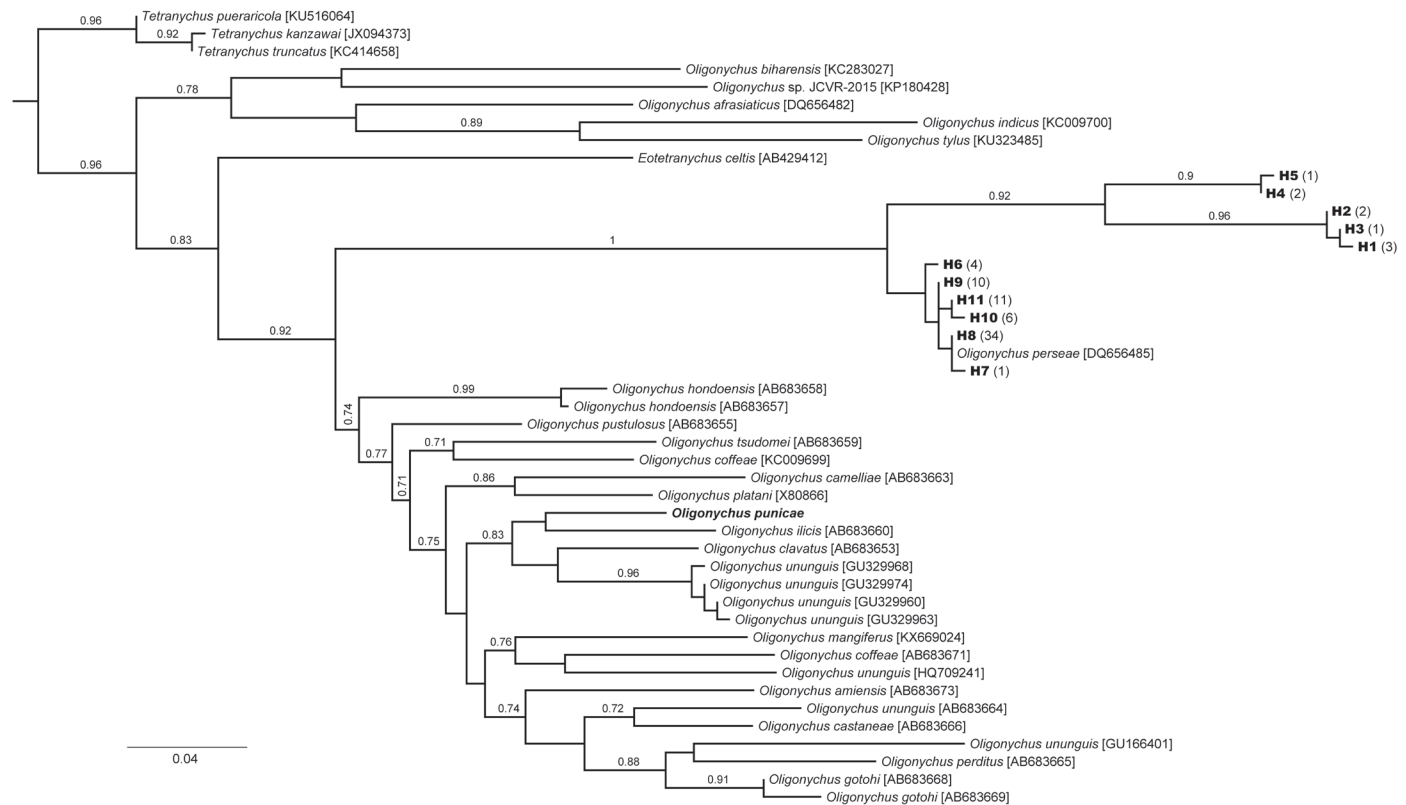 0.96
Tetranychus pueraricola [KU516064]
0.92
Tetranychus kanzawai [JX094373]
Tetranychus truncatus [KC414658]
Oligonychus biharensis [KC283027]
0.78
Oligonychus sp. JCVR-2015 [KP180428]
Oligonychus afrasiaticus [DQ656482]
0.89
Oligonychus indicus [KC009700]
Oligonychus tylus [KU323485]
0.96
Eotetranychus celtis [AB429412]
0.9
H5 (1)
H4 (2)
0.92
0.96
H2 (2)
H3 (1)
0.83
1
H1 (3)
H6 (4)
H9 (10)
H11 (11)
H10 (6)
0.92
H8 (34)
Oligonychus perseae [DQ656485]
H7 (1)
0.99
Oligonychus hondoensis [AB683658]
0.74
Oligonychus hondoensis [AB683657]
Oligonychus pustulosus [AB683655]
0.71
Oligonychus tsudomei [AB683659]
0.77
Oligonychus coffeae [KC009699]
0.71
0.86
Oligonychus camelliae [AB683663]
Oligonychus platani [X80866]
Oligonychus punicae
0.83
Oligonychus ilicis [AB683660]
0.75
Oligonychus clavatus [AB683653]
0.96
Oligonychus ununguis [GU329968]
Oligonychus ununguis [GU329974]
Oligonychus ununguis [GU329960]
Oligonychus ununguis [GU329963]
0.76
Oligonychus mangiferus [KX669024]
Oligonychus coffeae [AB683671]
Oligonychus ununguis [HQ709241]
Oligonychus amiensis [AB683673]
0.74
0.72
Oligonychus ununguis [AB683664]
Oligonychus castaneae [AB683666]
Oligonychus ununguis [GU166401]
0.88
Oligonychus perditus [AB683665]
0.91
Oligonychus gotohi [AB683668]
Oligonychus gotohi [AB683669]
0.04